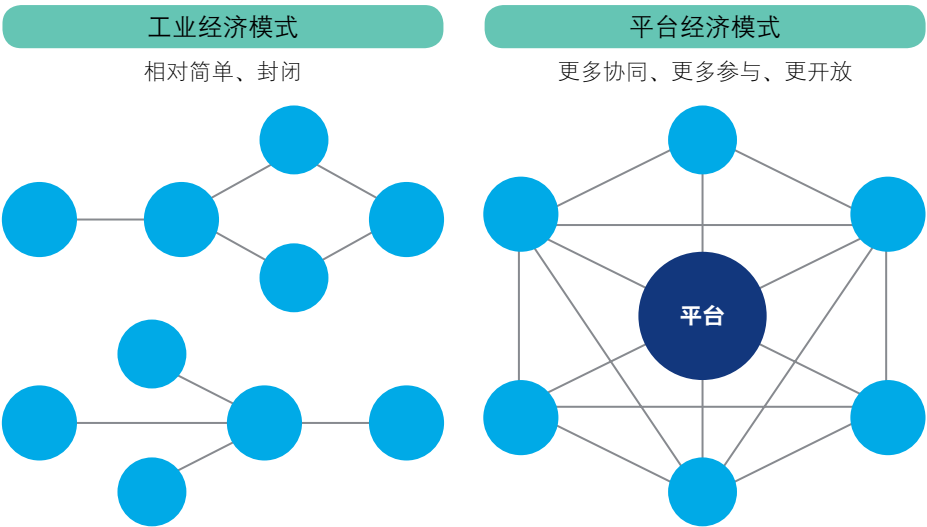 工业经济模式
相对简单、封闭
平台经济模式
更多协同、更多参与、更开放
平台